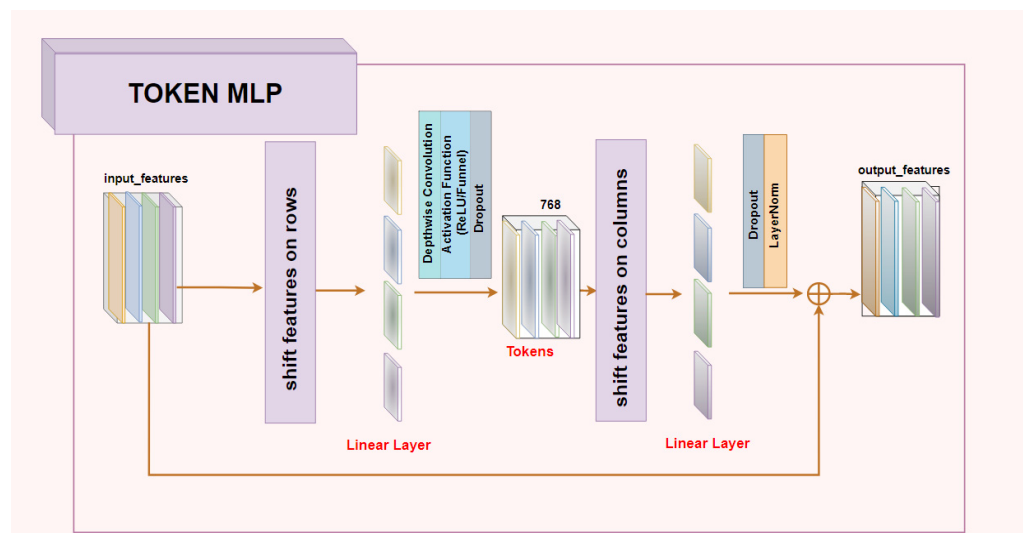 TOKEN MLP
input_features
shift features on rows
Linear Layer
Depthwise Convolution
Activation Function
(ReLU/Funnel)
Dropout
768
Tokens
shift features on columns
Linear Layer
Dropout
LayerNorm
output_features